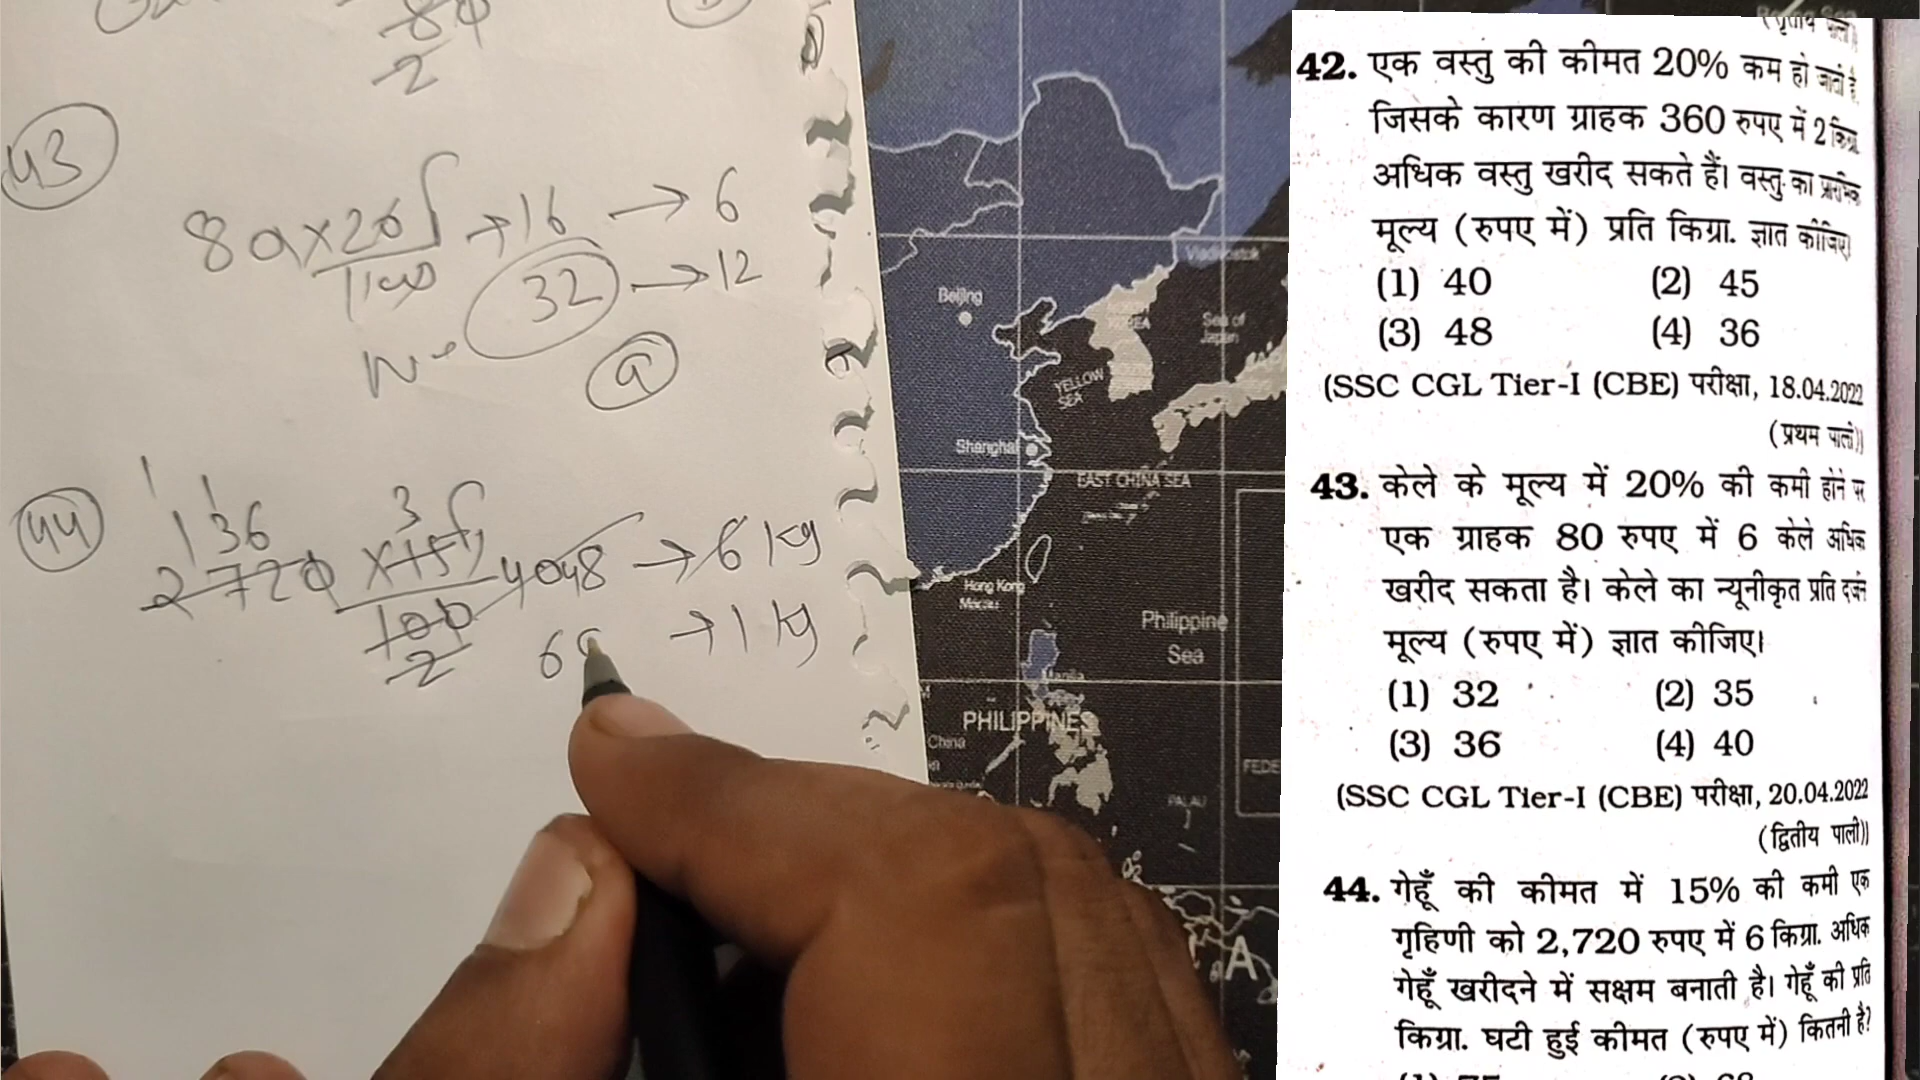 43
80×20/100 → 16 → 6
32 → 12
a
44
136 3
2720 ×15/100 408 → 6 kg
2
68 → 1 kg
Beijing
Vladivostok
Sea of
Japan
YELLOW
SEA
Shanghai
EAST CHINA SEA
Hong Kong
Macau
Philippine
Sea
Manila
PHILIPPINES
PALAU
FEDE
42. एक वस्तु की कीमत 20% कम हो जाती है,
जिसके कारण ग्राहक 360 रुपए में 2 किग्रा.
अधिक वस्तु खरीद सकते हैं। वस्तु का प्रारंभिक
मूल्य (रुपए में) प्रति किग्रा. ज्ञात कीजिए।
(1) 40 (2) 45
(3) 48 (4) 36
(SSC CGL Tier-I (CBE) परीक्षा, 18.04.2022
(प्रथम पाली))
43. केले के मूल्य में 20% की कमी होने पर
एक ग्राहक 80 रुपए में 6 केले अधिक
खरीद सकता है। केले का न्यूनीकृत प्रति दर्जन
मूल्य (रुपए में) ज्ञात कीजिए।
(1) 32 (2) 35
(3) 36 (4) 40
(SSC CGL Tier-I (CBE) परीक्षा, 20.04.2022
(द्वितीय पाली))
44. गेहूँ की कीमत में 15% की कमी एक
गृहिणी को 2,720 रुपए में 6 किग्रा. अधिक
गेहूँ खरीदने में सक्षम बनाती है। गेहूँ की प्रति
किग्रा. घटी हुई कीमत (रुपए में) कितनी है?